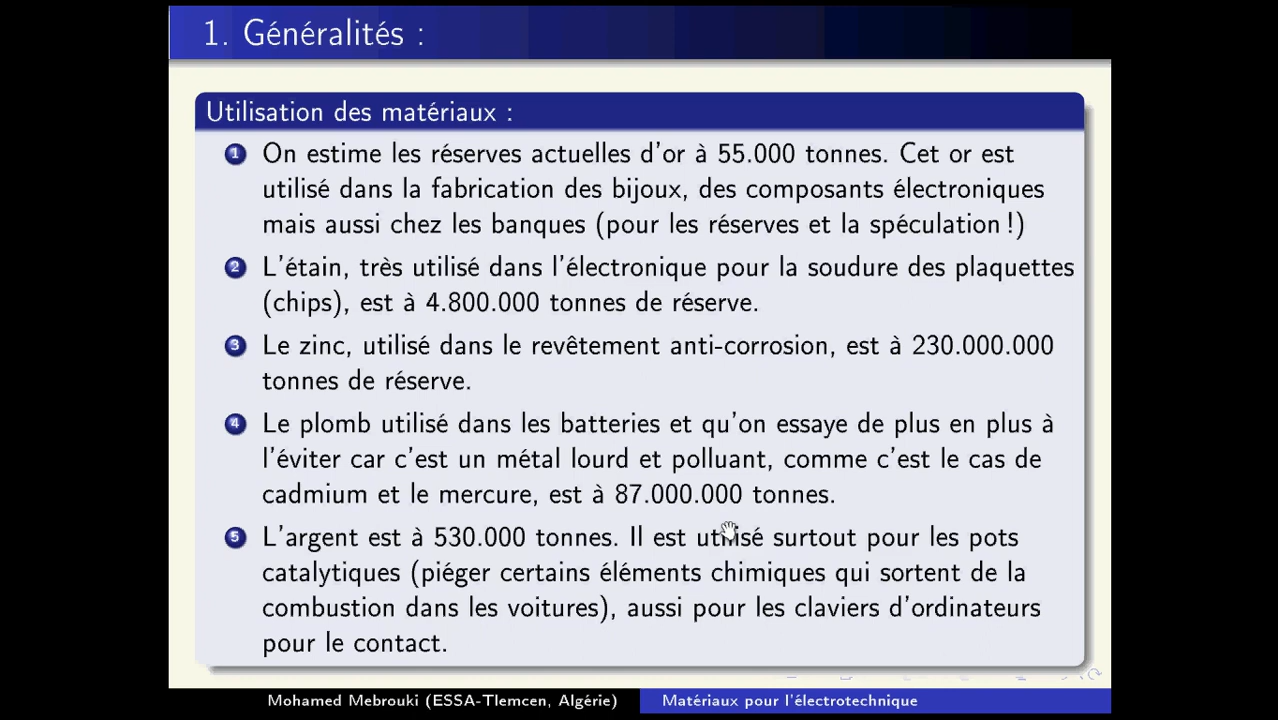 1. Généralités :
Utilisation des matériaux :
1 On estime les réserves actuelles d'or à 55.000 tonnes. Cet or est
utilisé dans la fabrication des bijoux, des composants électroniques
mais aussi chez les banques (pour les réserves et la spéculation !)
2 L'étain, très utilisé dans l'électronique pour la soudure des plaquettes
(chips), est à 4.800.000 tonnes de réserve.
3 Le zinc, utilisé dans le revêtement anti-corrosion, est à 230.000.000
tonnes de réserve.
4 Le plomb utilisé dans les batteries et qu'on essaye de plus en plus à
l'éviter car c'est un métal lourd et polluant, comme c'est le cas de
cadmium et le mercure, est à 87.000.000 tonnes.
5 L'argent est à 530.000 tonnes. Il est utilisé surtout pour les pots
catalytiques (piéger certains éléments chimiques qui sortent de la
combustion dans les voitures), aussi pour les claviers d'ordinateurs
pour le contact.
Mohamed Mebrouki (ESSA-Tlemcen, Algérie) Matériaux pour l'électrotechnique